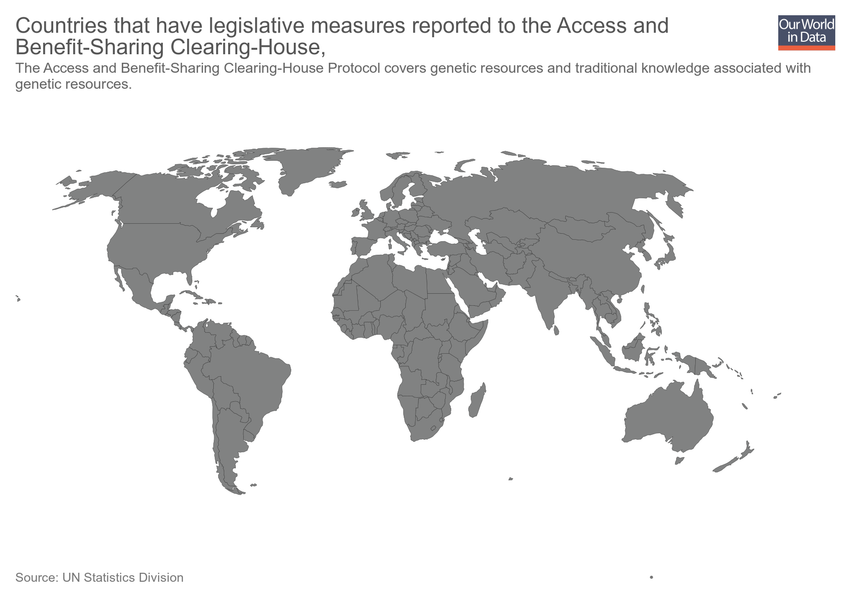 Countries that have legislative measures reported to the Access and
Benefit-Sharing Clearing-House,
Our World
in Data
The Access and Benefit-Sharing Clearing-House Protocol covers genetic resources and traditional knowledge associated with
genetic resources.
Source: UN Statistics Division